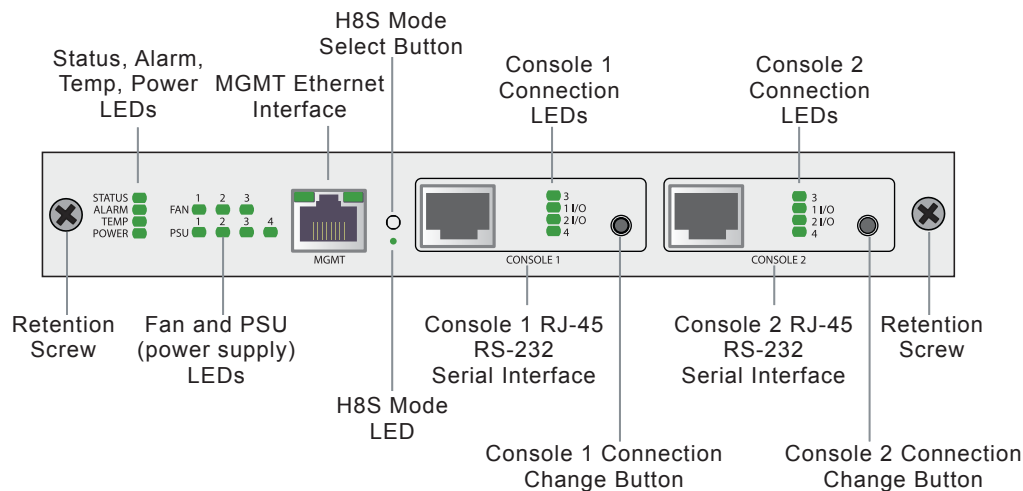 H8S Mode
Select Button
Status, Alarm,
Temp, Power
LEDs
MGMT Ethernet
Interface
Console 1
Connection
LEDs
Console 2
Connection
LEDs
STATUS
ALARM
TEMP
POWER
1 2 3
FAN
1 2 3 4
PSU
MGMT
3
1 I/O
2 I/O
4
CONSOLE 1
3
1 I/O
2 I/O
4
CONSOLE 2
Retention
Screw
Fan and PSU
(power supply)
LEDs
H8S Mode
LED
Console 1 RJ-45
RS-232
Serial Interface
Console 2 RJ-45
RS-232
Serial Interface
Retention
Screw
Console 1 Connection
Change Button
Console 2 Connection
Change Button